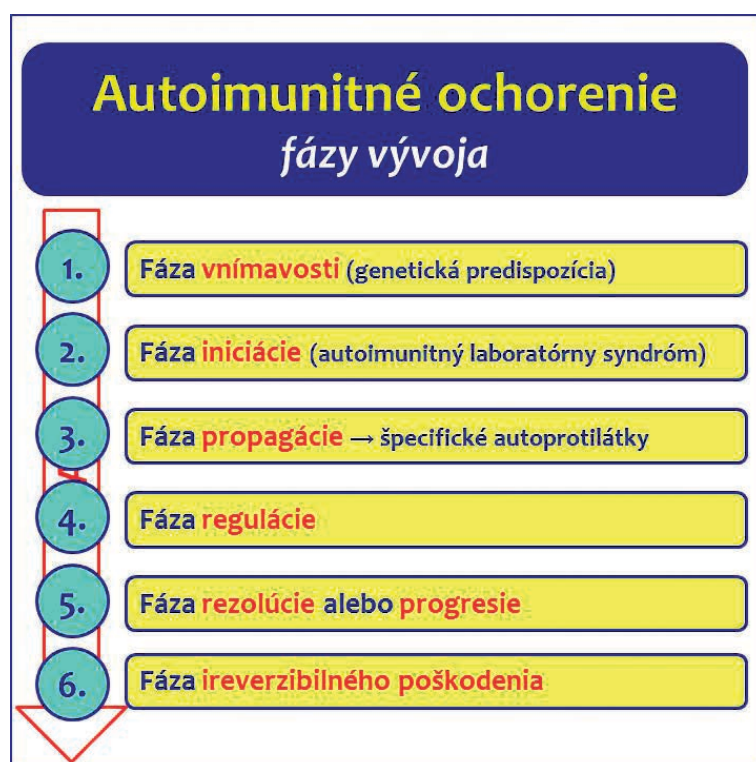 Autoimunitné ochorenie
fázy vývoja
1. Fáza vnímavosti (genetická predispozícia)
2. Fáza iniciácie (autoimunitný laboratórny syndróm)
3. Fáza propagácie → špecifické autoprotilátky
4. Fáza regulácie
5. Fáza rezolúcie alebo progresie
6. Fáza ireverzibilného poškodenia